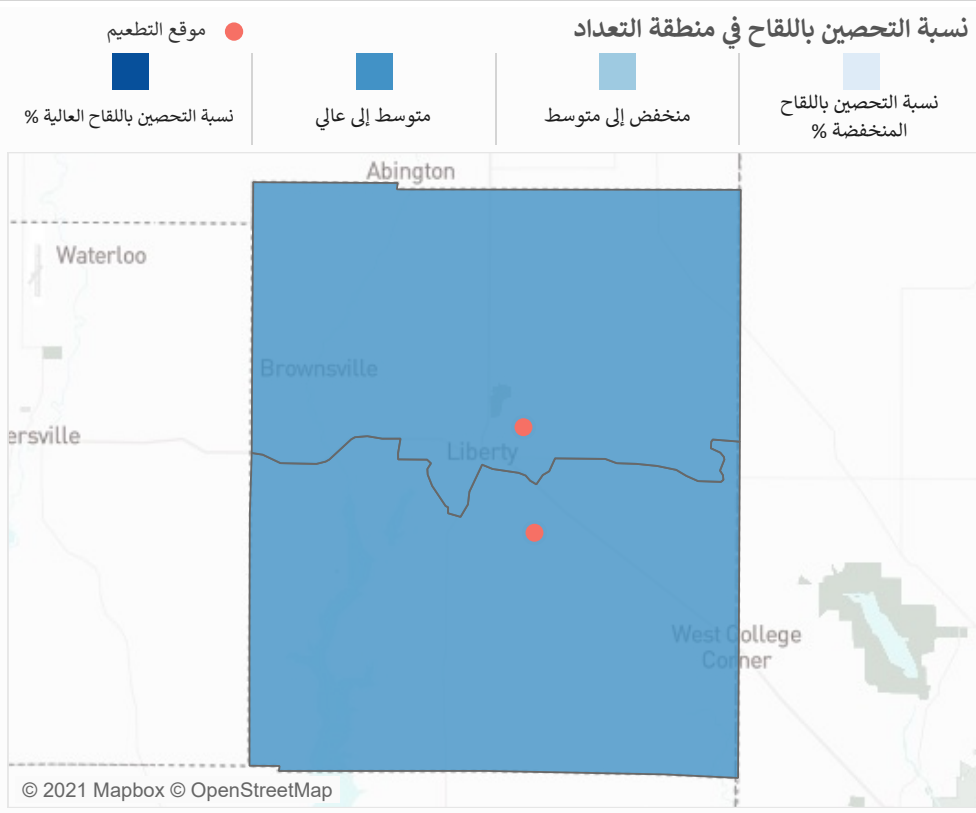 نسبة التحصين باللقاح في منطقة التعداد
موقع التطعيم
نسبة التحصين باللقاح
المنخفضة %
منخفض إلى متوسط
متوسط إلى عالي
نسبة التحصين باللقاح العالية %
Abington
Waterloo
Brownsville
ersville
Liberty
West College
Corner
© 2021 Mapbox © OpenStreetMap